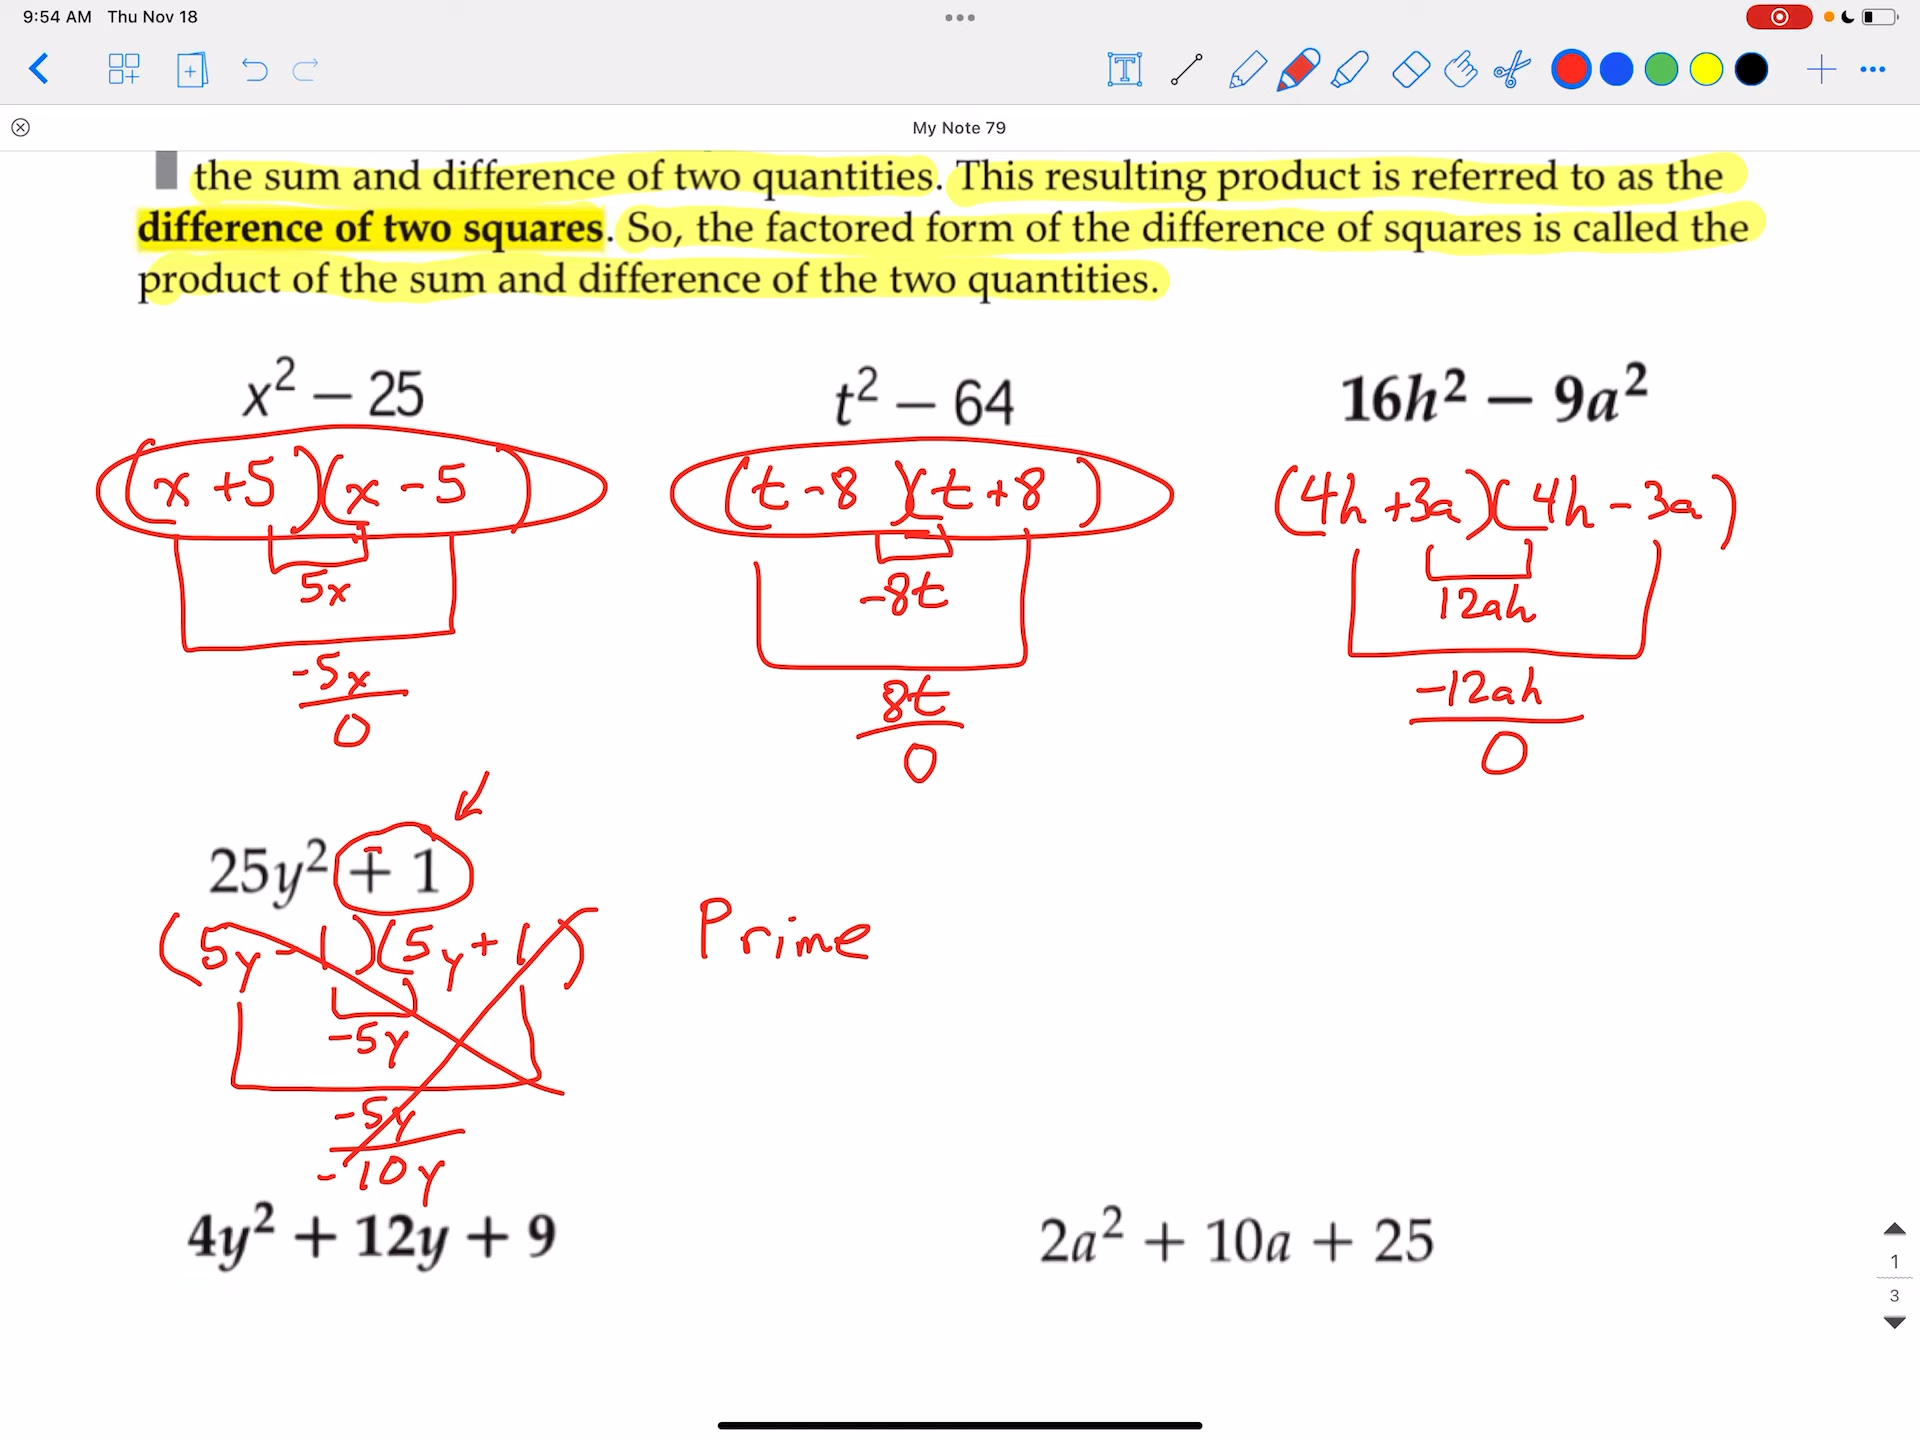 9:54 AM Thu Nov 18
My Note 79
the sum and difference of two quantities. This resulting product is referred to as the
difference of two squares. So, the factored form of the difference of squares is called the
product of the sum and difference of the two quantities.
x² − 25 t² − 64 16h² − 9a²
(x +5)(x −5) (t −8)(t +8) (4h +3a)(4h −3a)
5x −8t 12ah
-5x 8t −12ah
0 0 0
25y² + 1
(5y − 1)(5y + 1) Prime
−5y
−5y
−10y
4y² + 12y + 9 2a² + 10a + 25
1
3